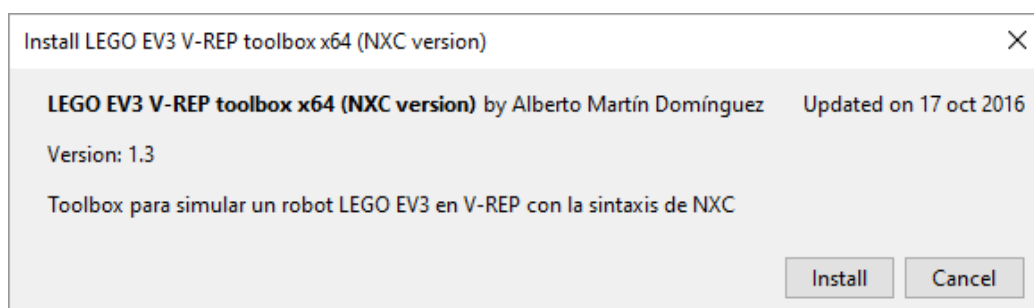 Install LEGO EV3 V-REP toolbox x64 (NXC version)
LEGO EV3 V-REP toolbox x64 (NXC version) by Alberto Martín Domínguez Updated on 17 oct 2016
Version: 1.3
Toolbox para simular un robot LEGO EV3 en V-REP con la sintaxis de NXC
Install Cancel